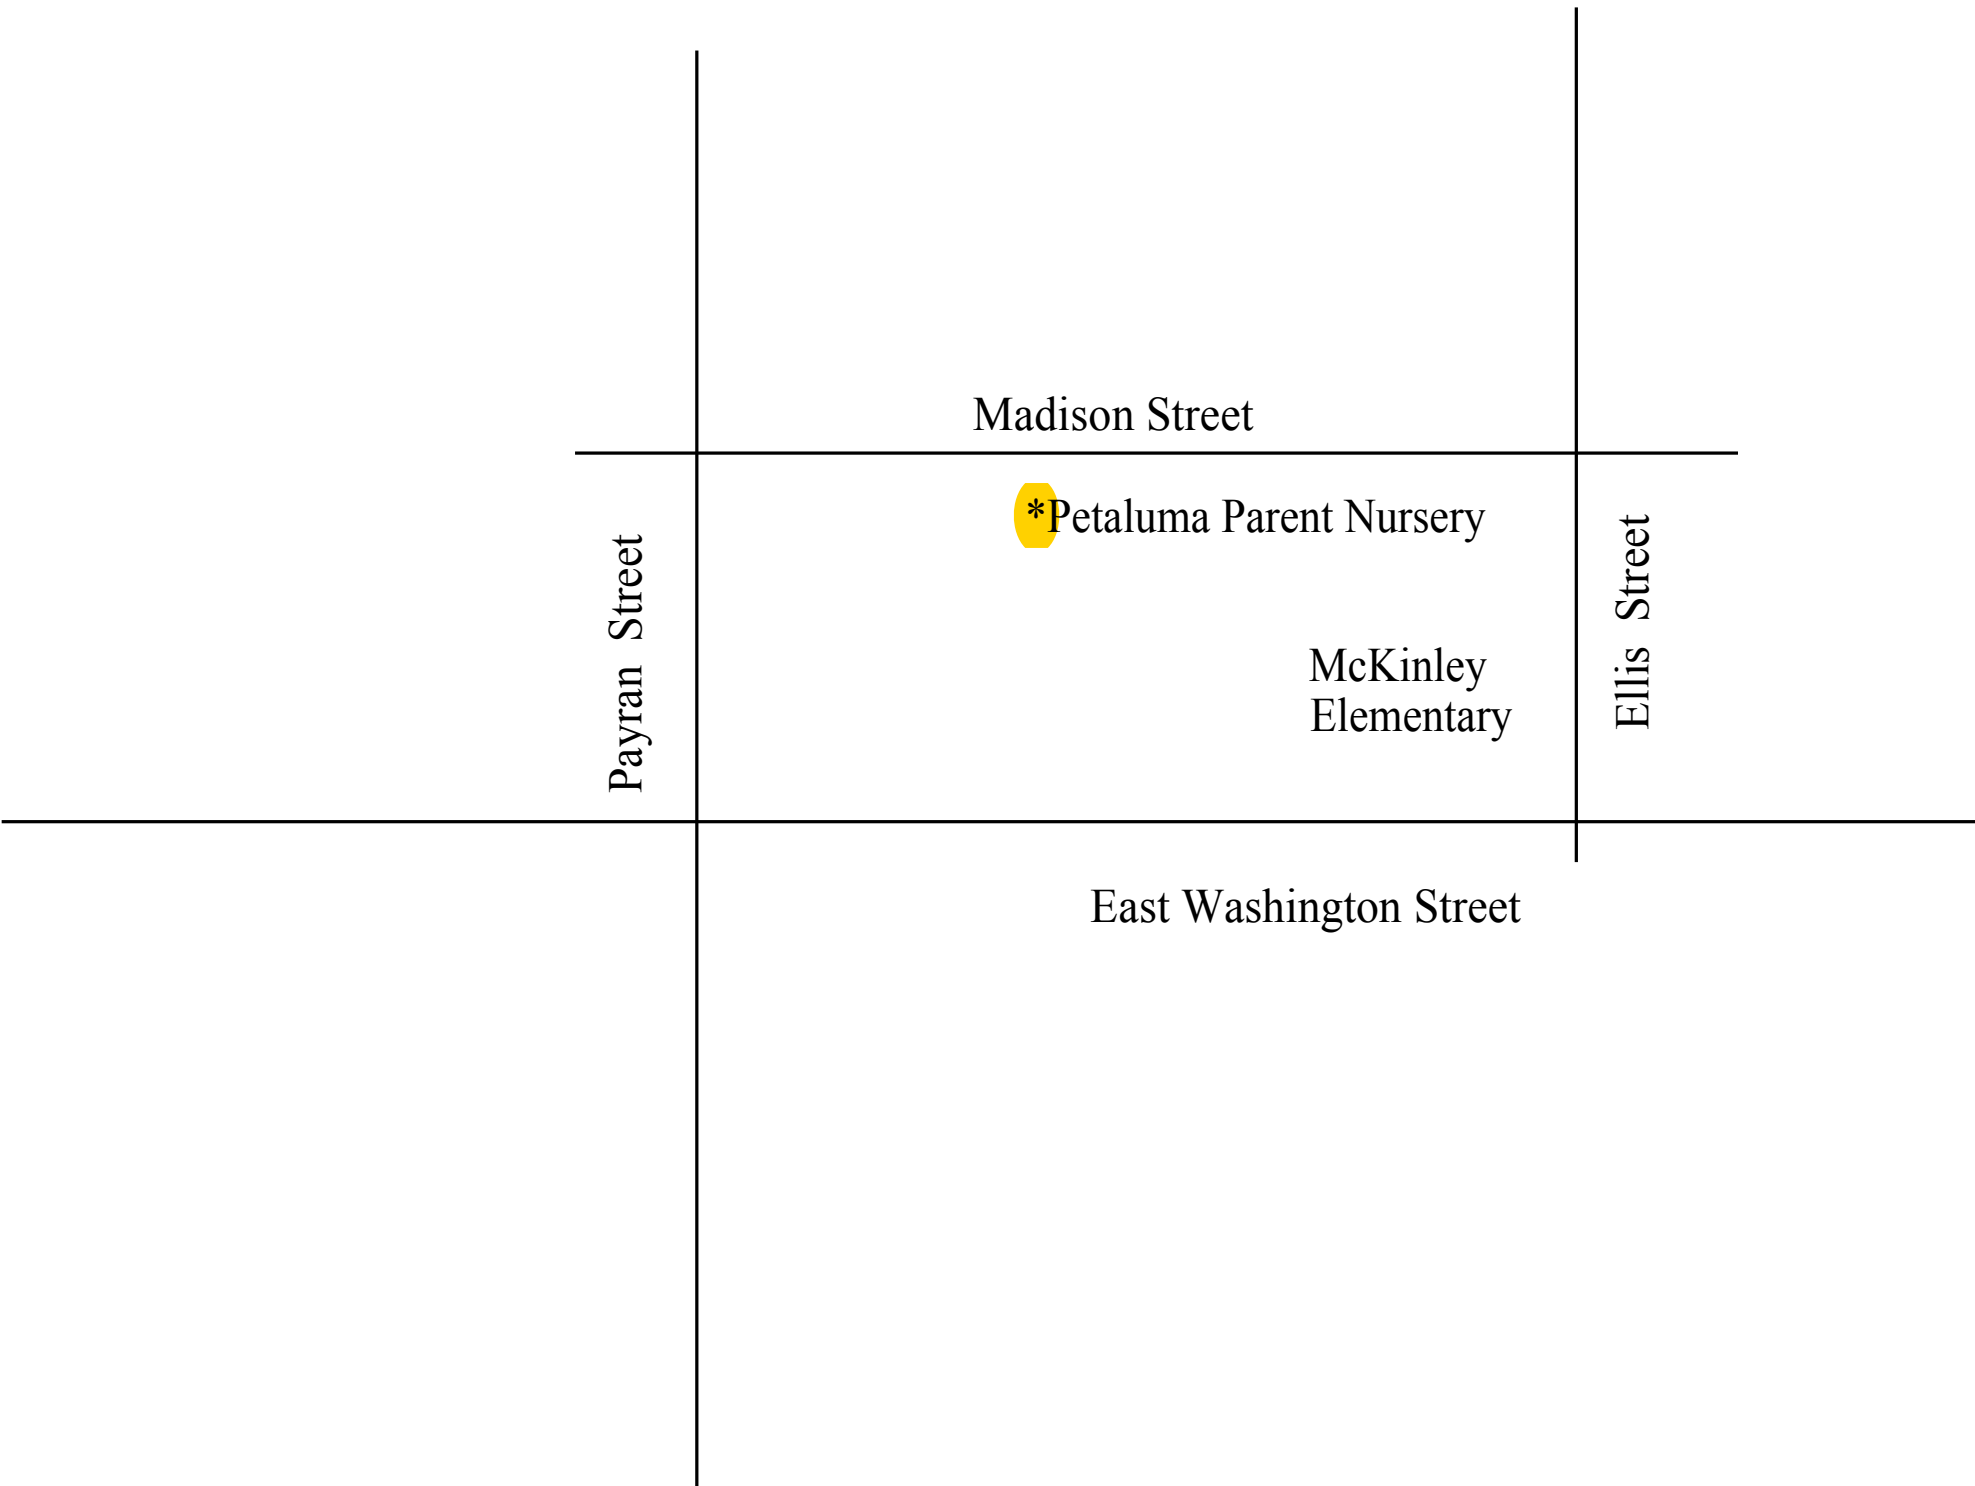 Madison Street
*Petaluma Parent Nursery
Payran Street
Ellis Street
McKinley
Elementary
East Washington Street